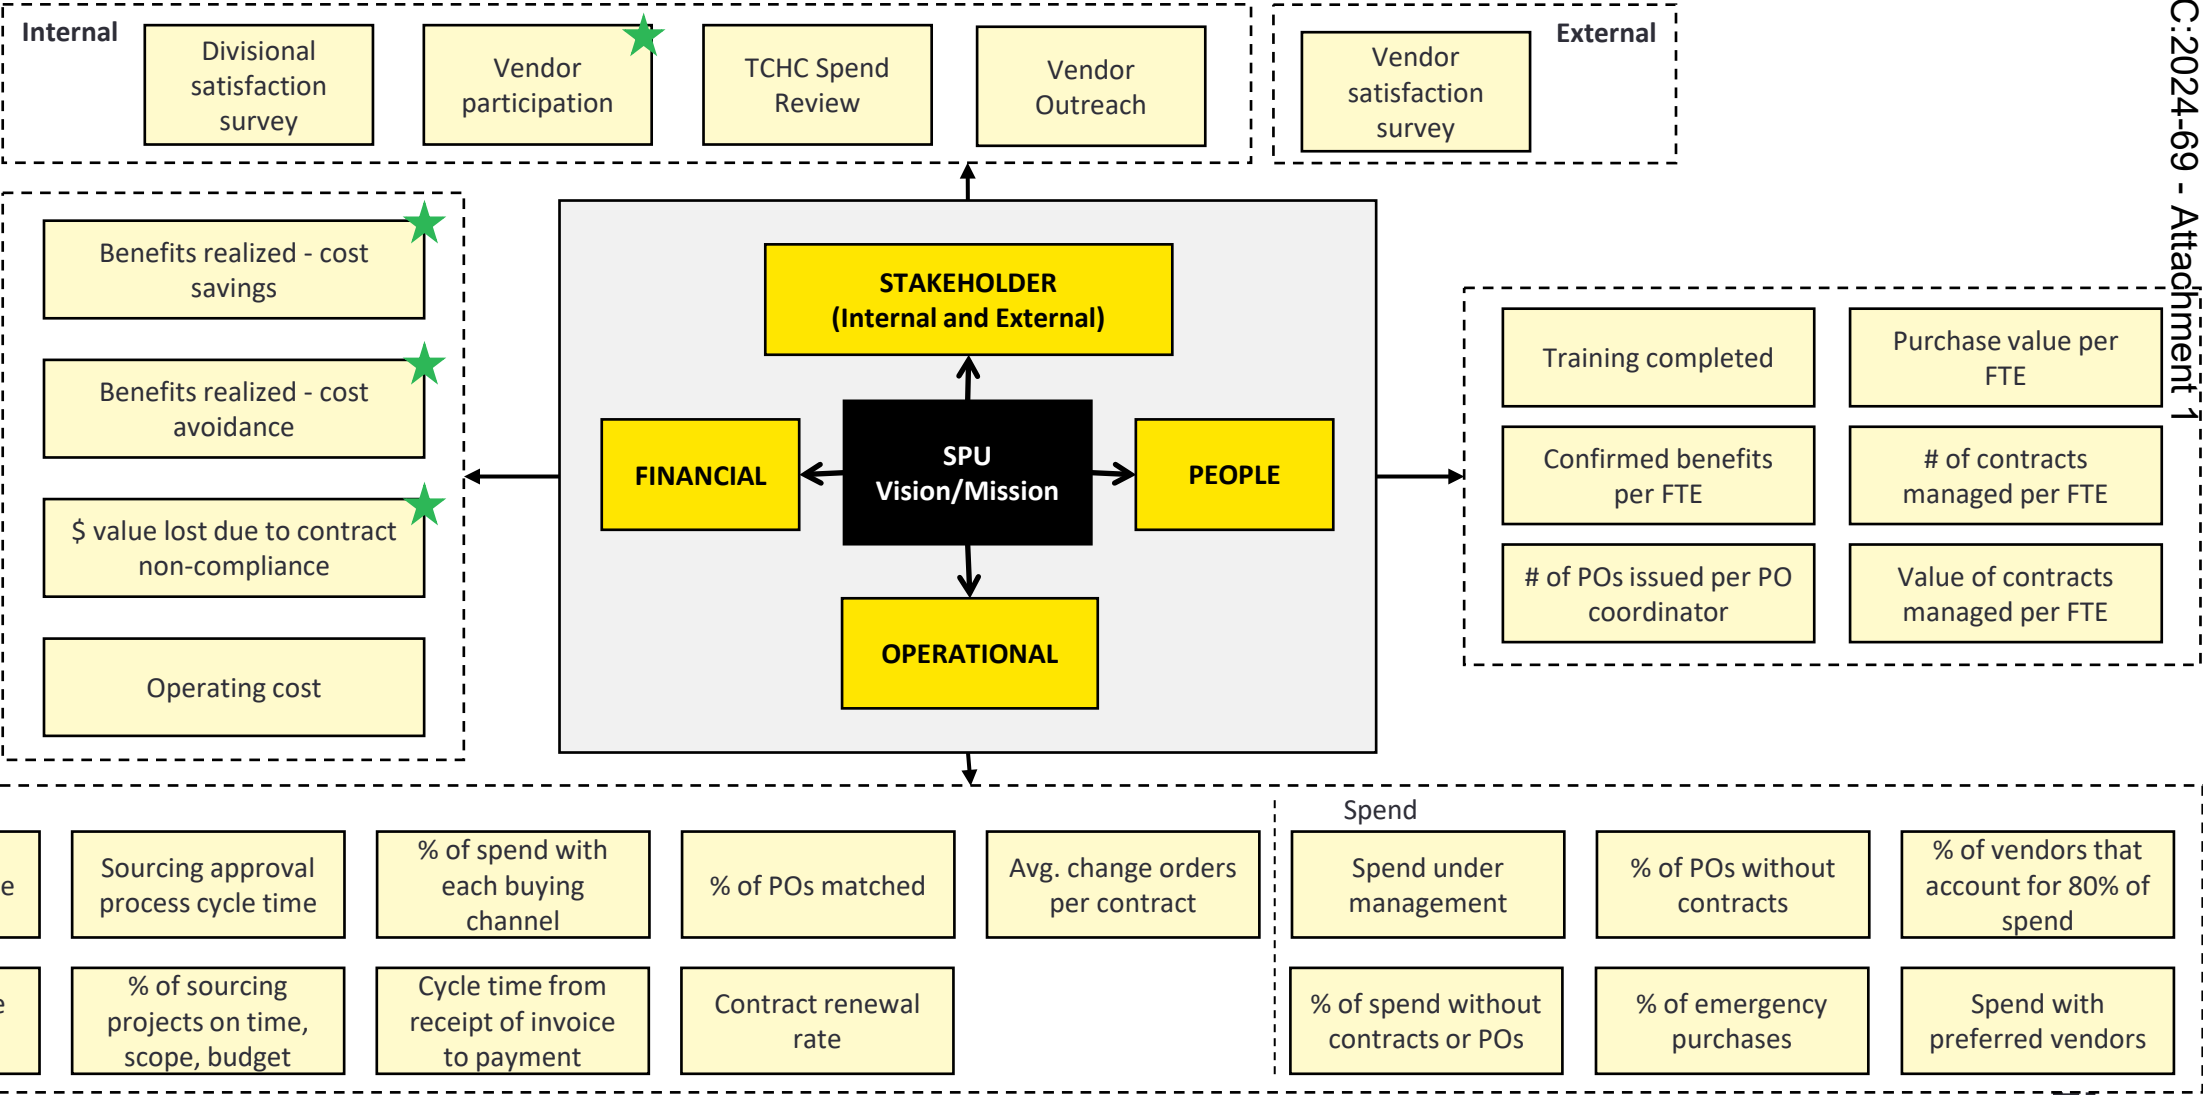 Internal
Divisional
satisfaction
survey
Vendor
participation
TCHC Spend
Review
Vendor
Outreach
External
Vendor
satisfaction
survey
C:2024-69 - Attachment 1
Benefits realized - cost
savings
Benefits realized - cost
avoidance
$ value lost due to contract
non-compliance
Operating cost
STAKEHOLDER
(Internal and External)
FINANCIAL
SPU
Vision/Mission
PEOPLE
OPERATIONAL
Training completed
Purchase value per
FTE
Confirmed benefits
per FTE
# of contracts
managed per FTE
# of POs issued per PO
coordinator
Value of contracts
managed per FTE
Sourcing approval
process cycle time
% of spend with
each buying
channel
% of POs matched
Avg. change orders
per contract
% of sourcing
projects on time,
scope, budget
Cycle time from
receipt of invoice
to payment
Contract renewal
rate
Spend
Spend under
management
% of POs without
contracts
% of vendors that
account for 80% of
spend
% of spend without
contracts or POs
% of emergency
purchases
Spend with
preferred vendors